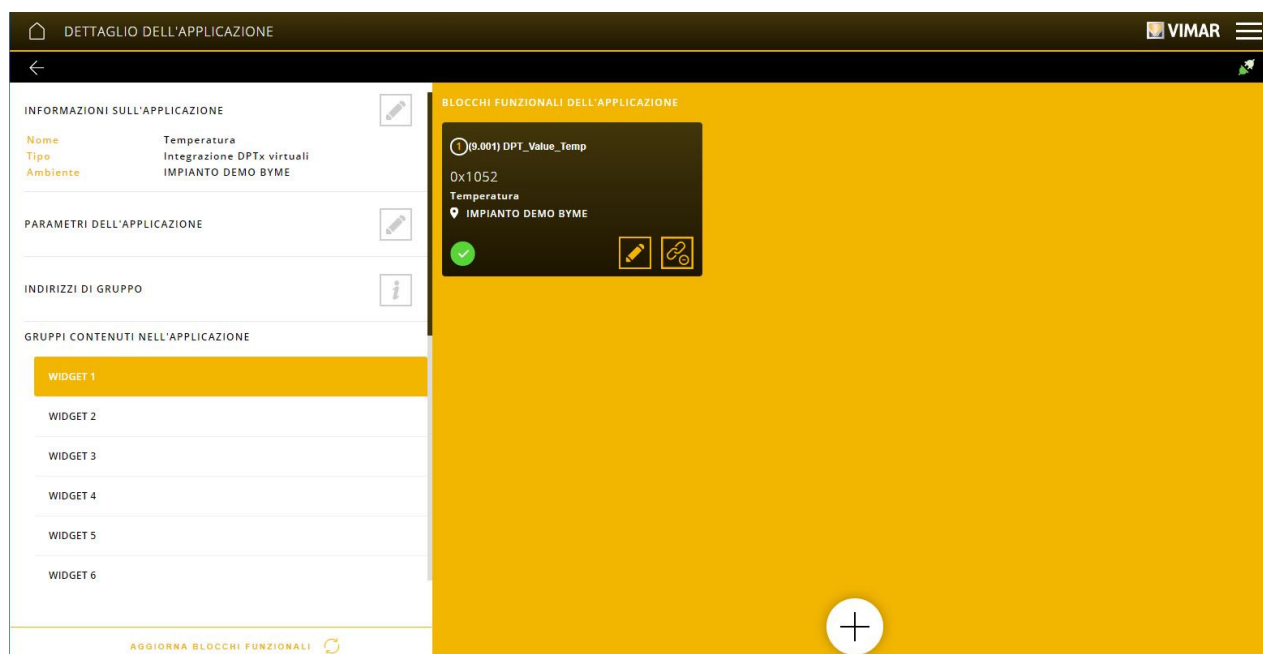 DETTAGLIO DELL'APPLICAZIONE
VIMAR
INFORMAZIONI SULL'APPLICAZIONE
Nome Temperatura
Tipo Integrazione DPTx virtuali
Ambiente IMPIANTO DEMO BYME
PARAMETRI DELL'APPLICAZIONE
INDIRIZZI DI GRUPPO
i
GRUPPI CONTENUTI NELL'APPLICAZIONE
WIDGET 1
WIDGET 2
WIDGET 3
WIDGET 4
WIDGET 5
WIDGET 6
AGGIORNA BLOCCHI FUNZIONALI
BLOCCHI FUNZIONALI DELL'APPLICAZIONE
1 (9.001) DPT_Value_Temp
0x1052
Temperatura
IMPIANTO DEMO BYME